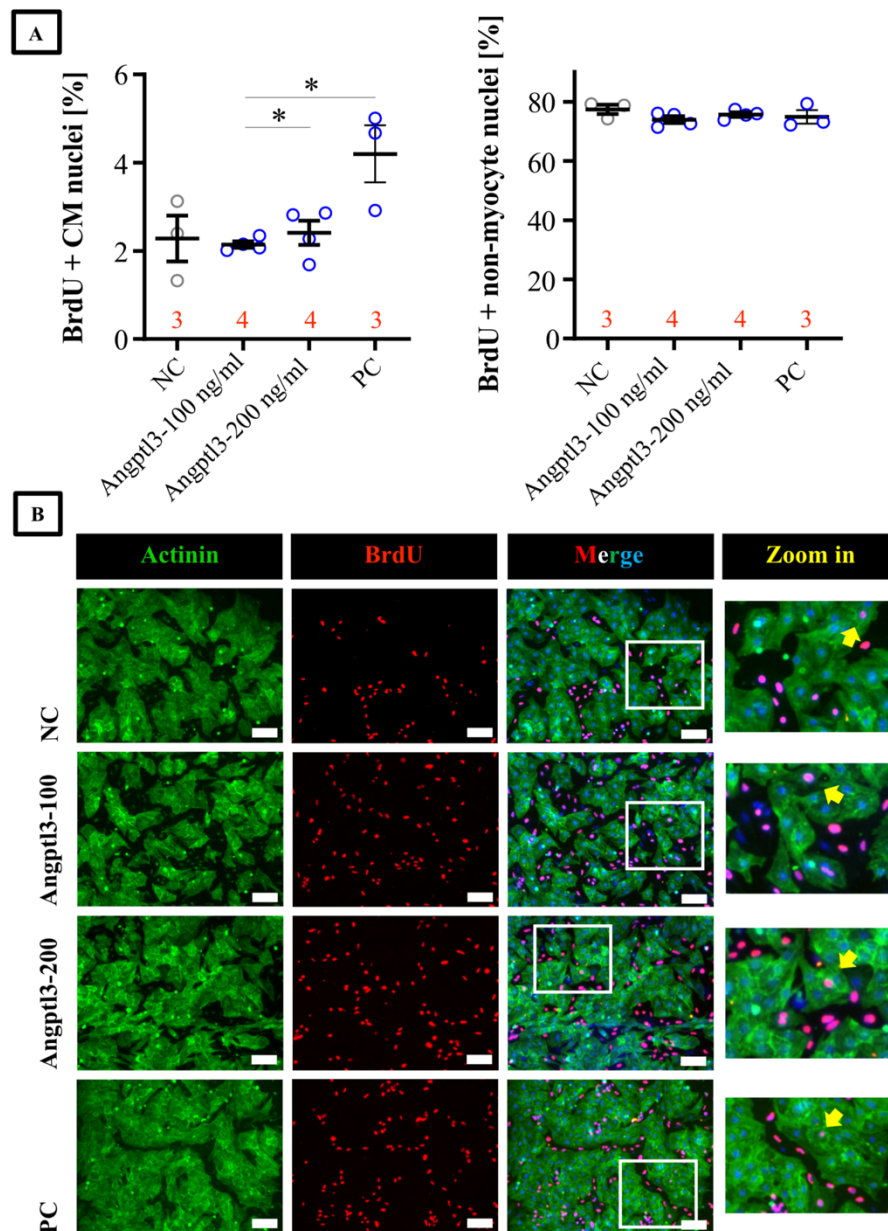 A
BrdU + CM nuclei [%]
6
4
2
0
*
*
3
4
4
3
NC
Angptl3-100 ng/ml
Angptl3-200 ng/ml
PC
BrdU + non-myocyte nuclei [%]
80
60
40
20
0
3
4
4
3
NC
Angptl3-100 ng/ml
Angptl3-200 ng/ml
PC
B
Actinin
BrdU
Merge
Zoom in
NC
Angptl3-100
Angptl3-200
PC